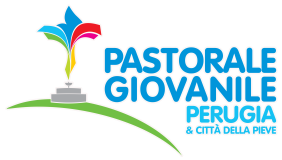 PASTORALE
GIOVANILE
PERUGIA
& CITTÀ DELLA PIEVE